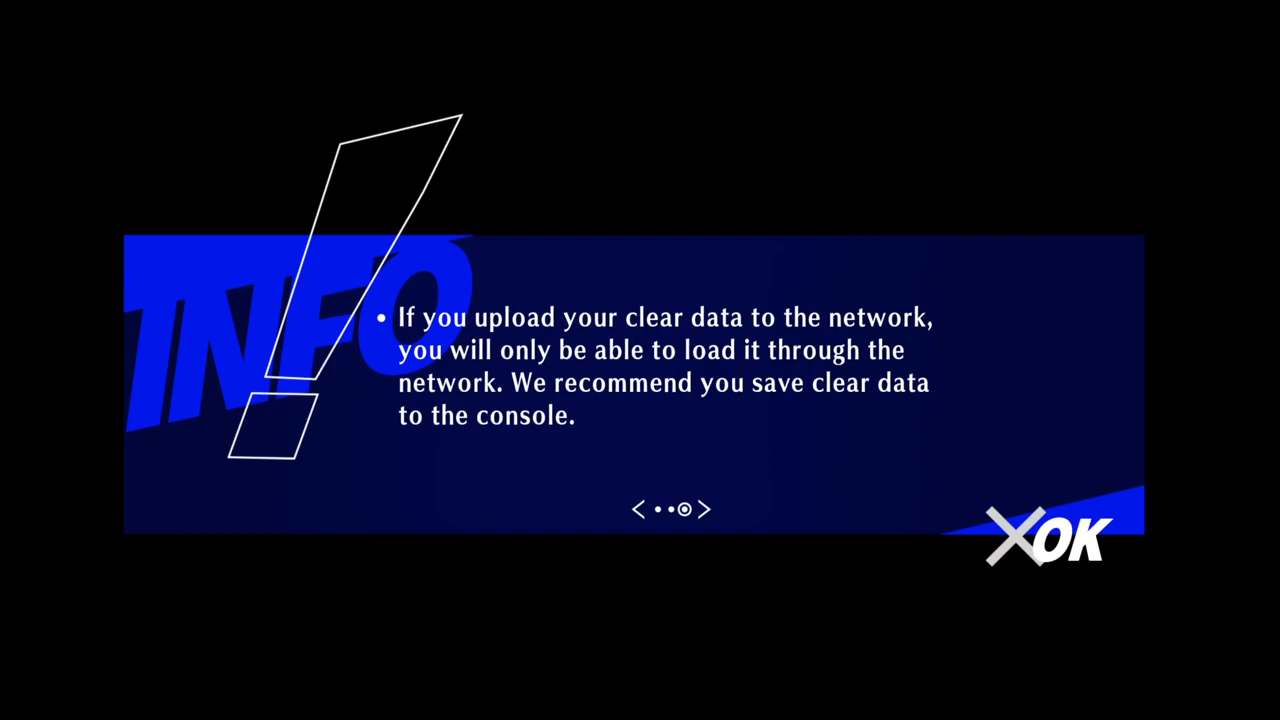 INFO
• If you upload your clear data to the network,
you will only be able to load it through the
network. We recommend you save clear data
to the console.
OK